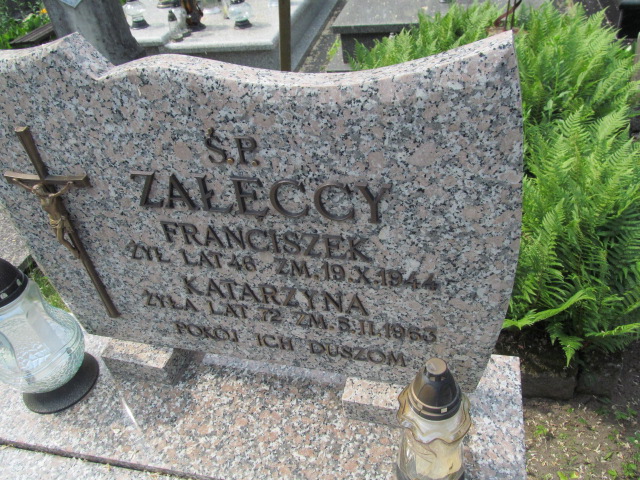 Ś.P.
ZAŁĘCCY
FRANCISZEK
ŻYŁ LAT 46 ZM. 19.X.1944
KATARZYNA
ŻYŁA LAT 72 ZM. 5.II.1963
POKÓJ ICH DUSZOM